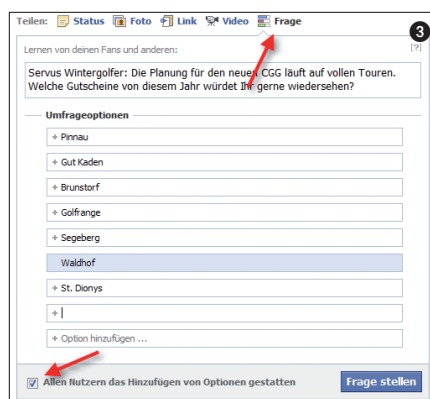 Teilen: Status Foto Link Video Frage
3
Lernen von deinen Fans und anderen: [?]
Servus Wintergolfer: Die Planung für den neuen CGG läuft auf vollen Touren.
Welche Gutscheine von diesem Jahr würdet Ihr gerne wiedersehen?
Umfrageoptionen
+ Pinnau
+ Gut Kaden
+ Brunstorf
+ Golfrange
+ Segeberg
Waldhof
+ St. Dionys
+
+ Option hinzufügen ...
Allen Nutzern das Hinzufügen von Optionen gestatten Frage stellen